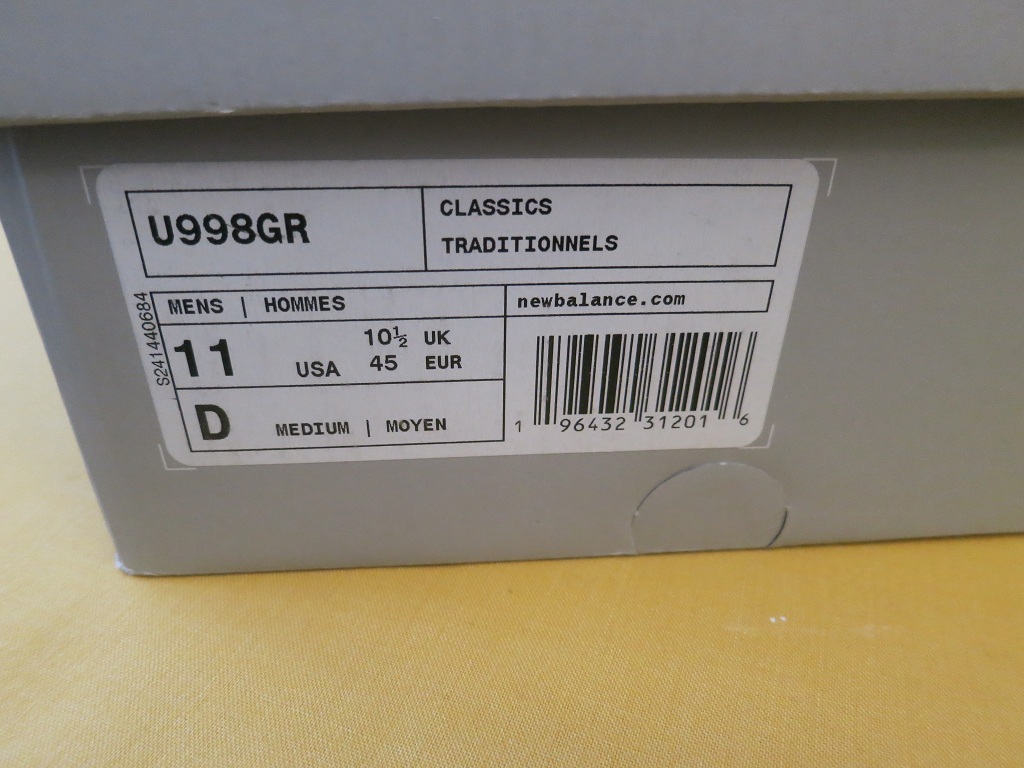 U998GR
CLASSICS
TRADITIONNELS
S241440684
MENS | HOMMES
newbalance.com
11 USA
10½ UK
45 EUR
D MEDIUM | MOYEN
1 96432 31201 6